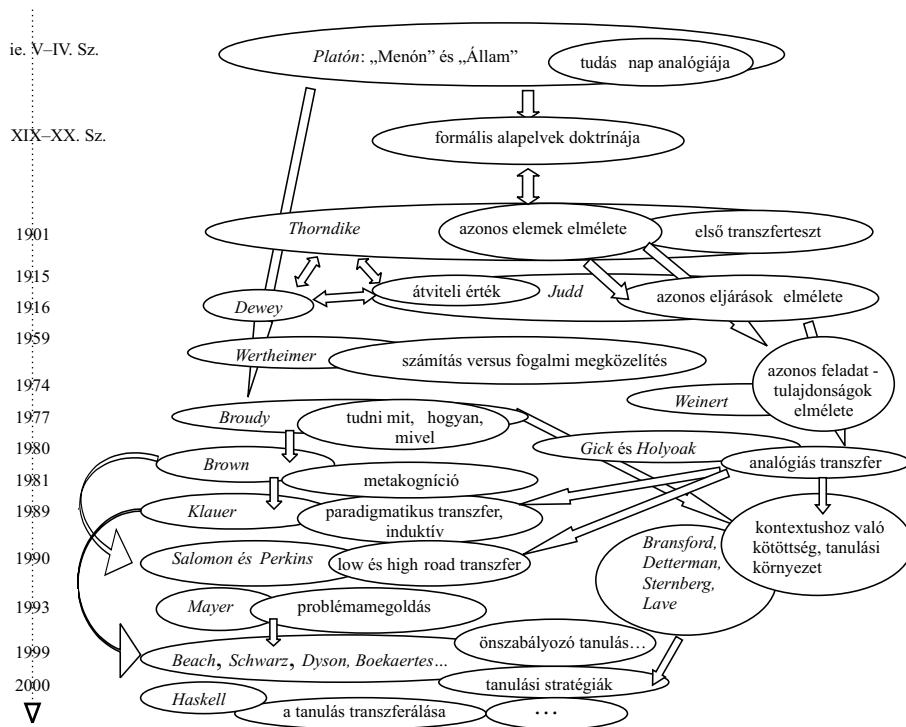 ie. V–IV. Sz.
Platón: „Menón” és „Állam”
tudás nap analógiája
XIX–XX. Sz.
formális alapelvek doktrínája
1901
Thorndike
azonos elemek elmélete
első transzferteszt
1915
átviteli érték
Judd
azonos eljárások elmélete
1916
Dewey
1959
Wertheimer
számítás versus fogalmi megközelítés
azonos feladat -
tulajdonságok
elmélete
1974
Weinert
1977
Broudy
tudni mit, hogyan,
mivel
1980
Gick és Holyoak
Brown
analógiás transzfer
1981
metakogníció
1989
Klauer
paradigmatikus transzfer,
induktív
kontextushoz való
kötöttség, tanulási
környezet
1990
Salomon és Perkins
low és high road transzfer
Bransford,
Detterman,
Sternberg,
Lave
1993
Mayer
problémamegoldás
1999
önszabályozó tanulás…
Beach, Schwarz, Dyson, Boekaertes…
2000
tanulási stratégiák
Haskell
a tanulás transzferálása
…